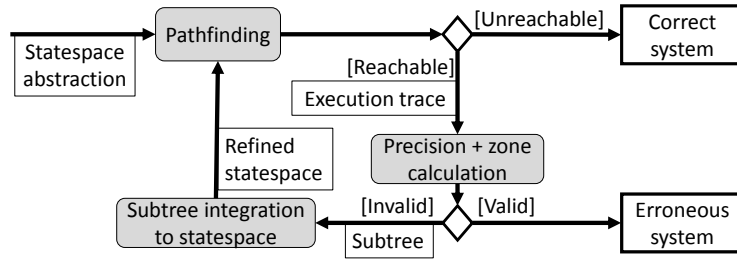 Statespace
abstraction
Pathfinding
[Unreachable]
Correct
system
[Reachable]
Execution trace
Precision + zone
calculation
Refined
statespace
Subtree integration
to statespace
[Invalid]
Subtree
[Valid]
Erroneous
system